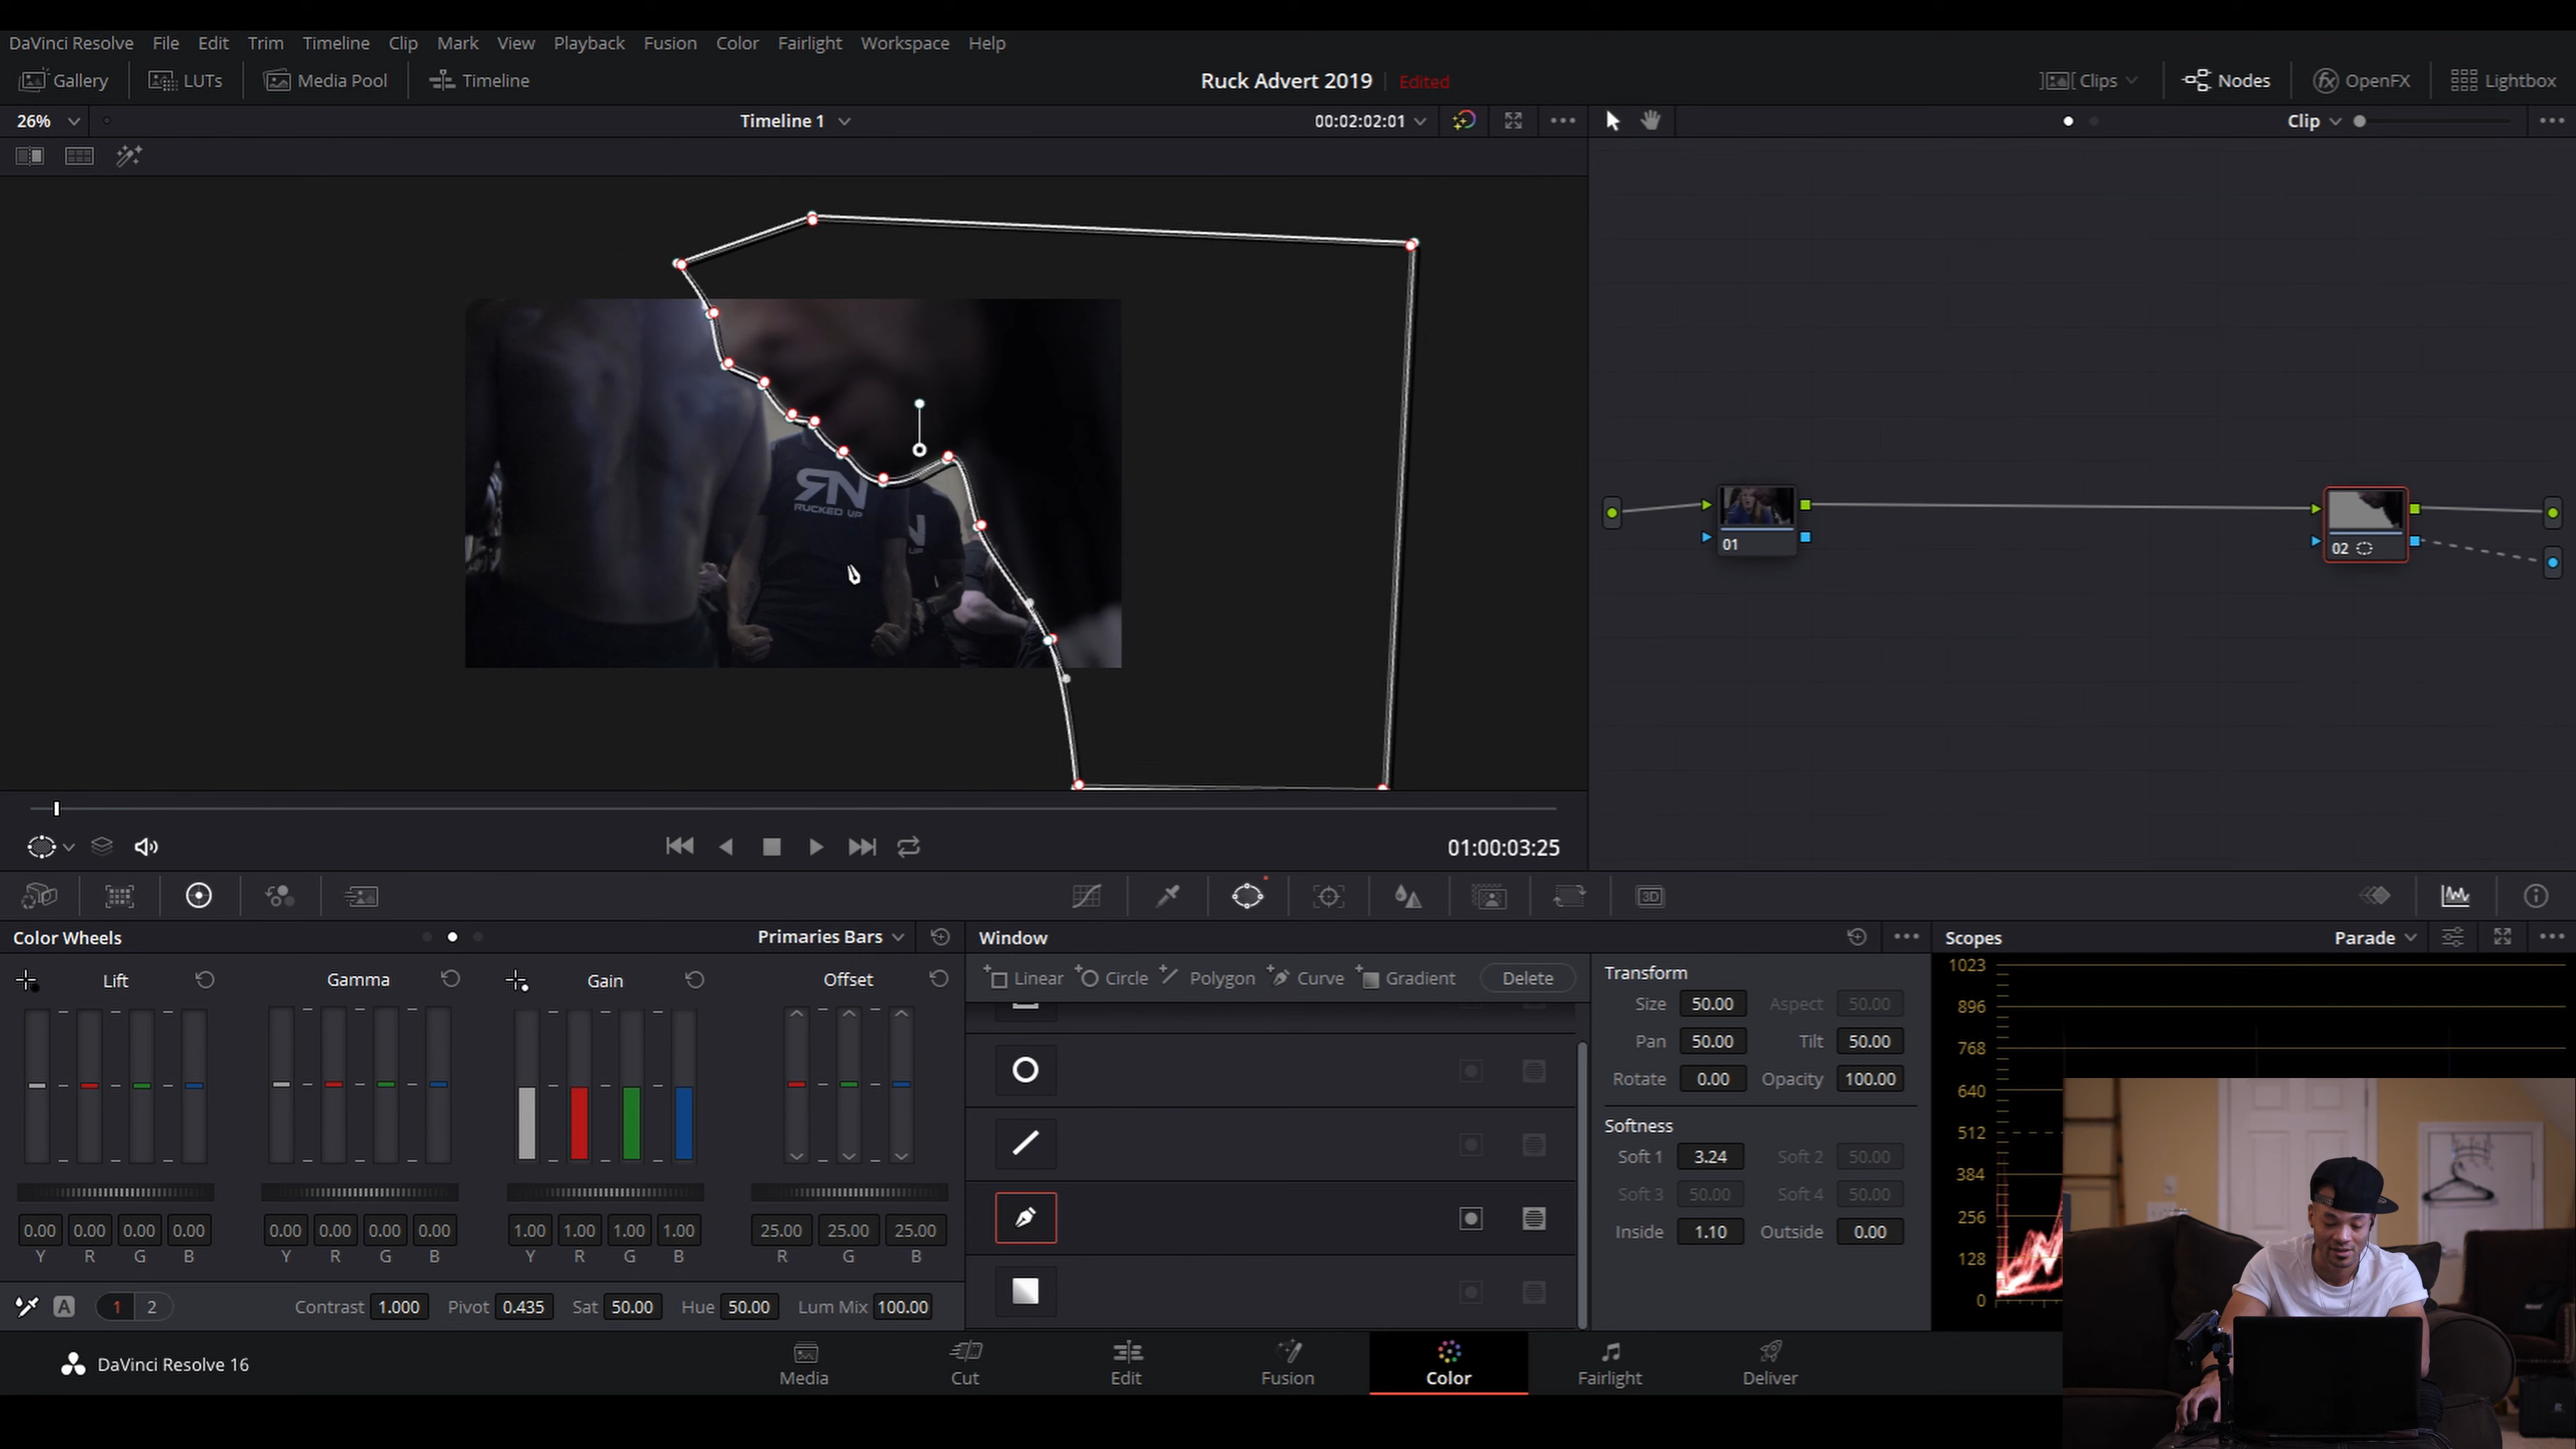 DaVinci Resolve File Edit Trim Timeline Clip Mark View Playback Fusion Color Fairlight Workspace Help
Gallery LUTs Media Pool Timeline Ruck Advert 2019 Edited Clips Nodes OpenFX Lightbox
26% Timeline 1 00:02:02:01 Clip
RN
RUCKED UP
N
UP
01
02
01:00:03:25
3D
Color Wheels Primaries Bars Window Scopes Parade
Lift Gamma Gain Offset
Linear Circle Polygon Curve Gradient Delete
Transform
Size 50.00 Aspect 50.00
Pan 50.00 Tilt 50.00
Rotate 0.00 Opacity 100.00
Softness
Soft 1 3.24 Soft 2 50.00
Soft 3 50.00 Soft 4 50.00
Inside 1.10 Outside 0.00
1023
896
768
640
512
384
256
128
0
0.00 0.00 0.00 0.00 0.00 0.00 0.00 0.00 1.00 1.00 1.00 1.00 25.00 25.00 25.00
Y R G B Y R G B Y R G B R G B
A 1 2 Contrast 1.000 Pivot 0.435 Sat 50.00 Hue 50.00 Lum Mix 100.00
DaVinci Resolve 16 Media Cut Edit Fusion Color Fairlight Deliver